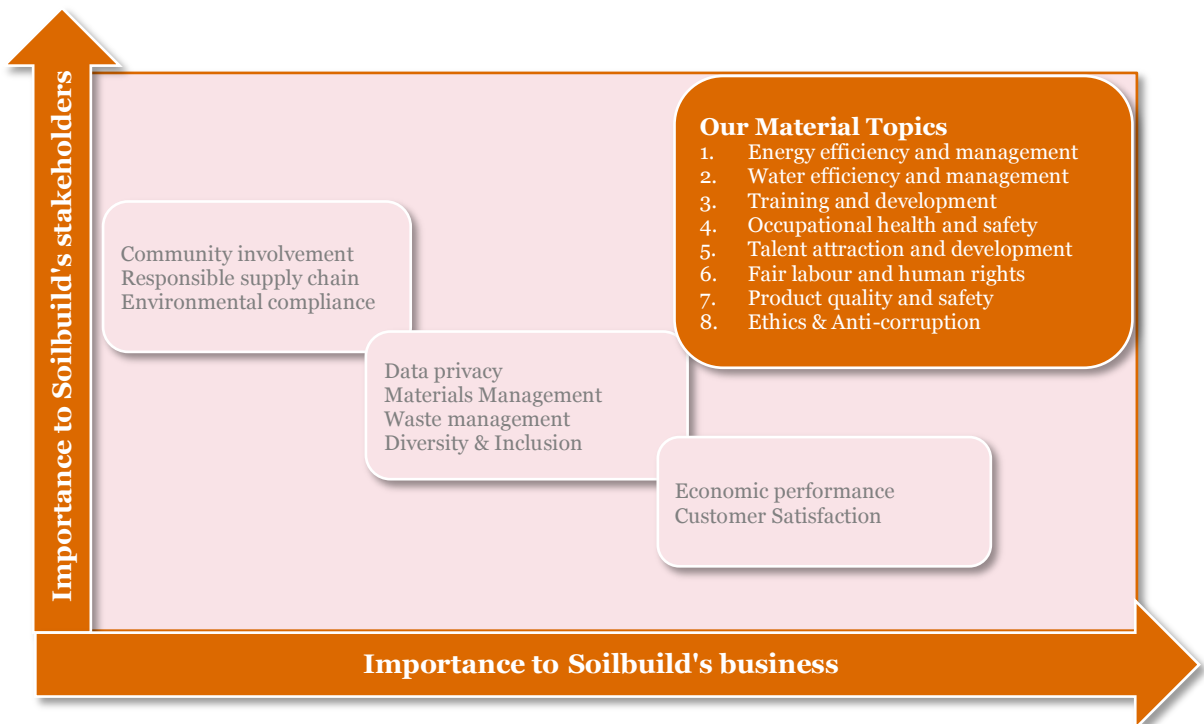 Importance to Soilbuild's stakeholders
Our Material Topics
1. Energy efficiency and management
2. Water efficiency and management
3. Training and development
4. Occupational health and safety
5. Talent attraction and development
6. Fair labour and human rights
7. Product quality and safety
8. Ethics & Anti-corruption
Community involvement
Responsible supply chain
Environmental compliance
Data privacy
Materials Management
Waste management
Diversity & Inclusion
Economic performance
Customer Satisfaction
Importance to Soilbuild's business